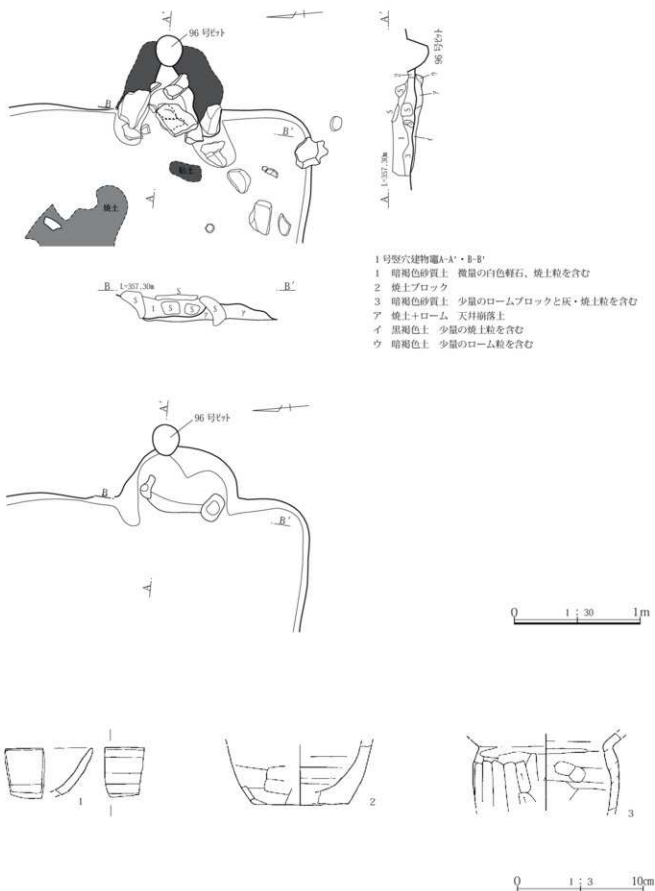 A'
96 号ピット
B
B'
粘土
焼土
A
A'
96 号ピット
ウ
イ
ア
S
S
S
1
3
L=357.30m
A
1 号竪穴建物竈A-A'・B-B'
1 暗褐色砂質土 微量の白色軽石、焼土粒を含む
2 焼土ブロック
3 暗褐色砂質土 少量のロームブロックと灰・焼土粒を含む
ア 焼土+ローム 天井崩落土
イ 黒褐色土 少量の焼土粒を含む
ウ 暗褐色土 少量のローム粒を含む
B L=357.30m
B'
S
S
1
S
S
S
ア
A'
96 号ピット
B
B'
A
0 1 : 30 1m
1
2
3
0 1 : 3 10cm